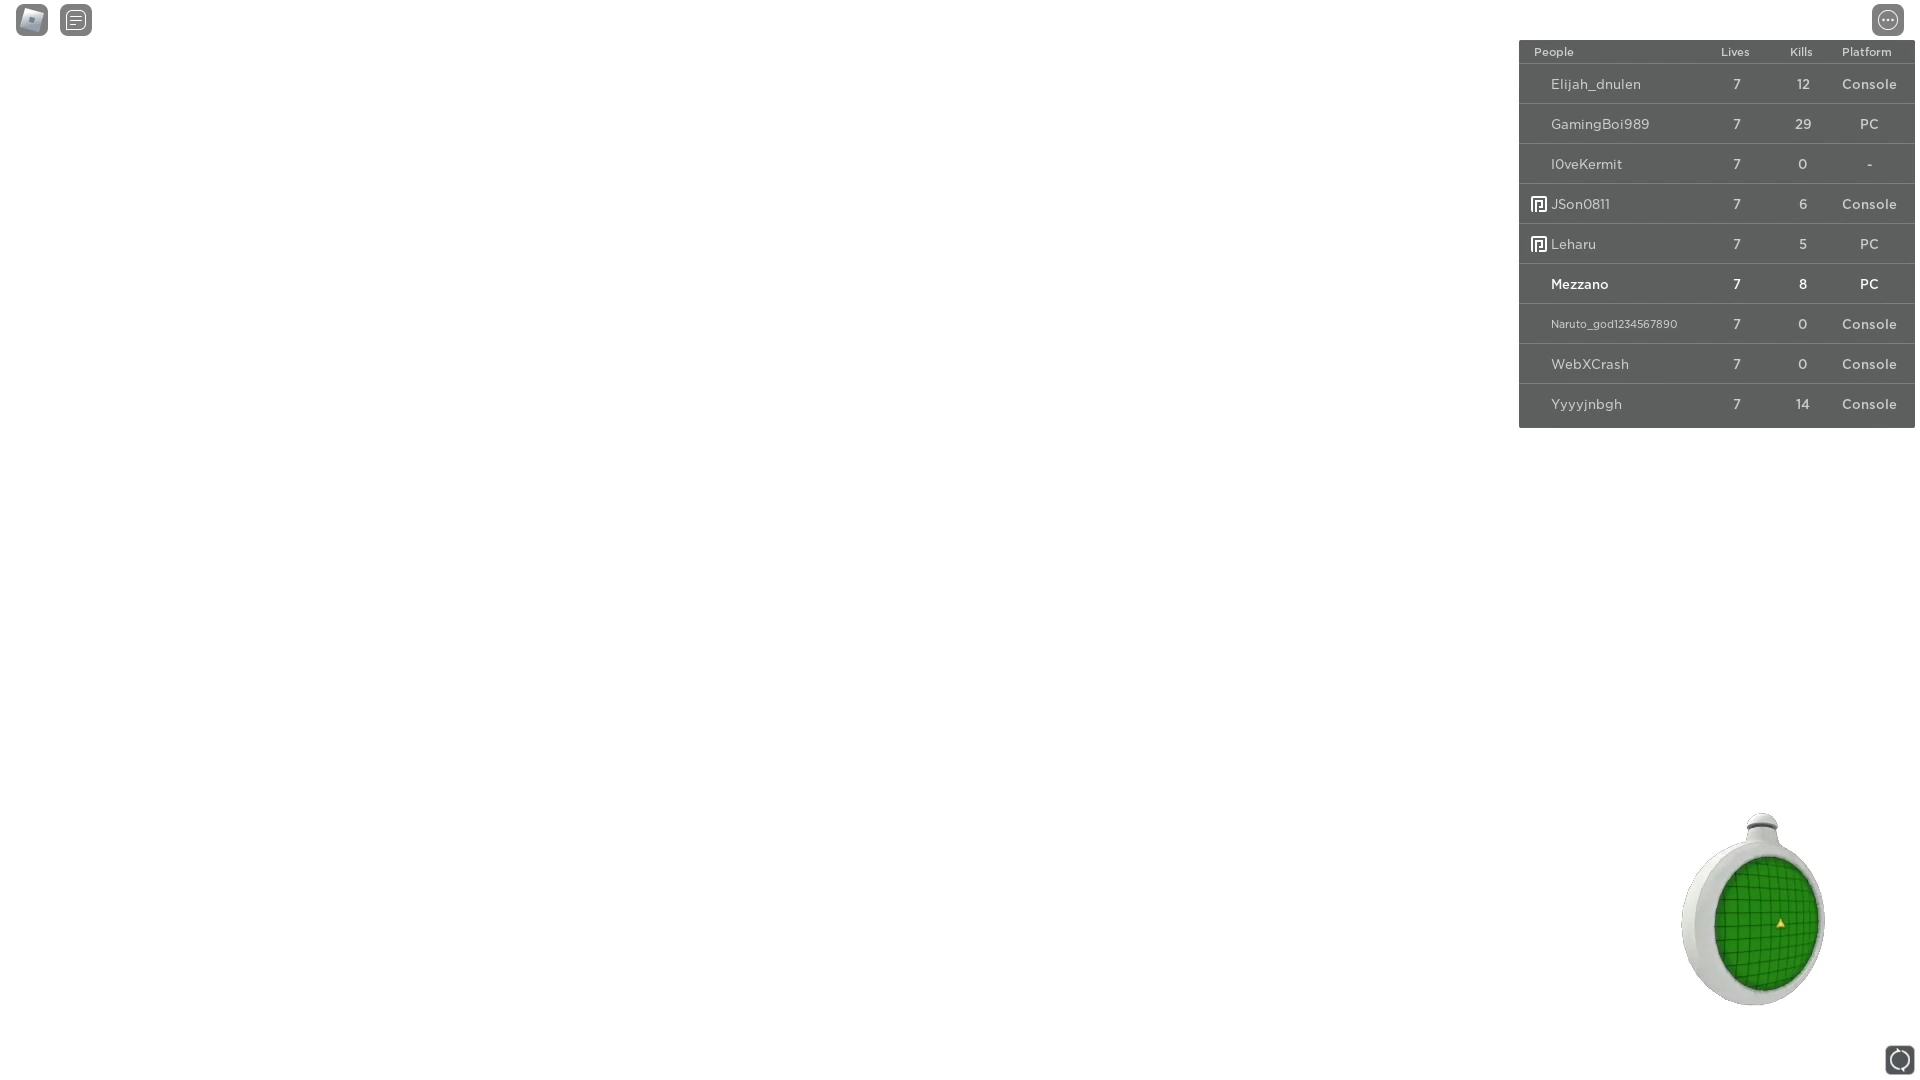 People Lives Kills Platform
Elijah_dnulen 7 12 Console
GamingBoi989 7 29 PC
I0veKermit 7 0 -
JSon0811 7 6 Console
Leharu 7 5 PC
Mezzano 7 8 PC
Naruto_god1234567890 7 0 Console
WebXCrash 7 0 Console
Yyyyjnbgh 7 14 Console